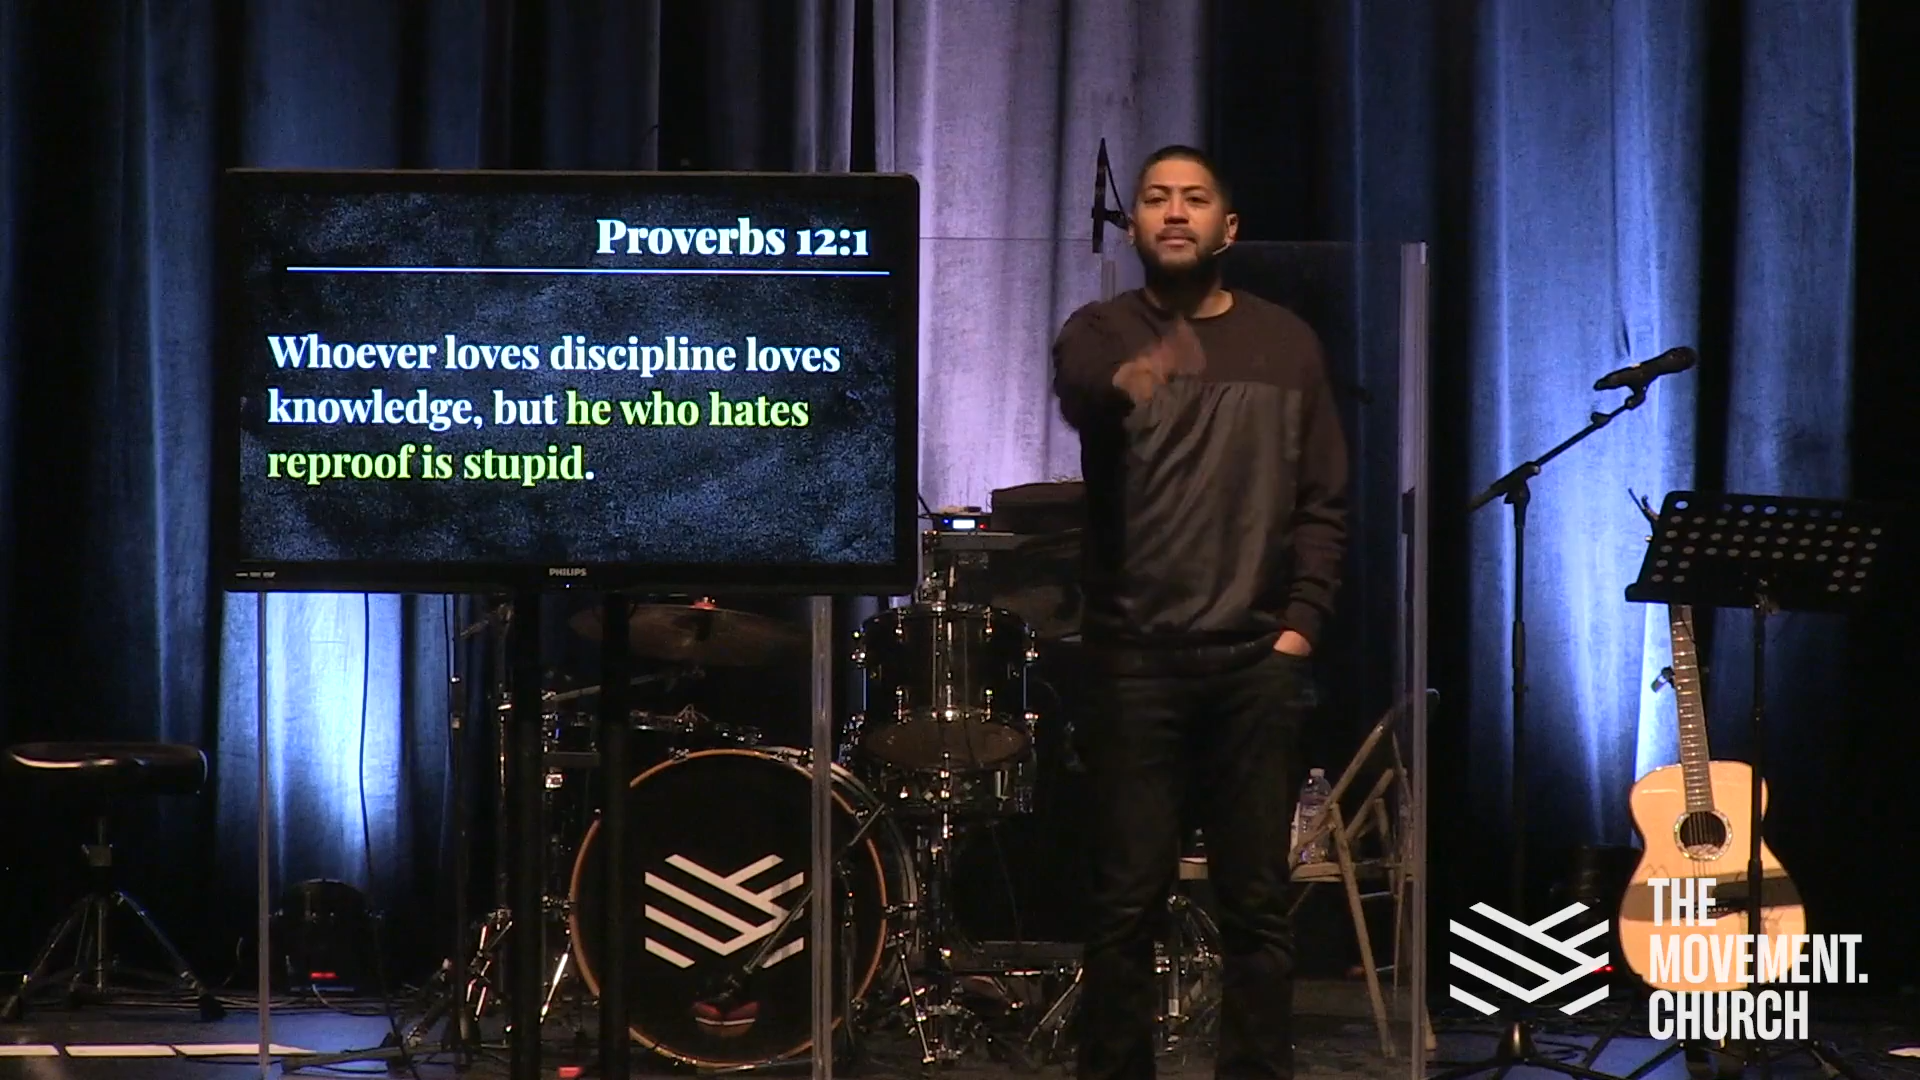 Proverbs 12:1
Whoever loves discipline loves
knowledge, but he who hates
reproof is stupid.
PHILIPS
THE
MOVEMENT.
CHURCH